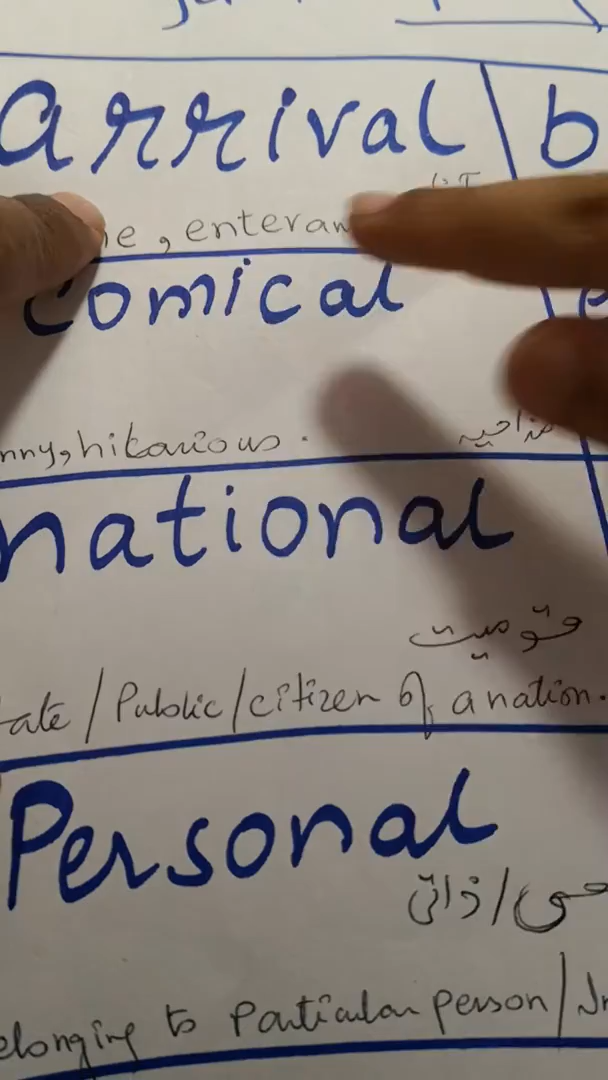 arrival b
, enteran
comical
nny, hilarious. مزاحیہ
national
قومیت
ate / Public / citizen of a nation.
Personal
صی / ذاتی
elonging to Particular person /